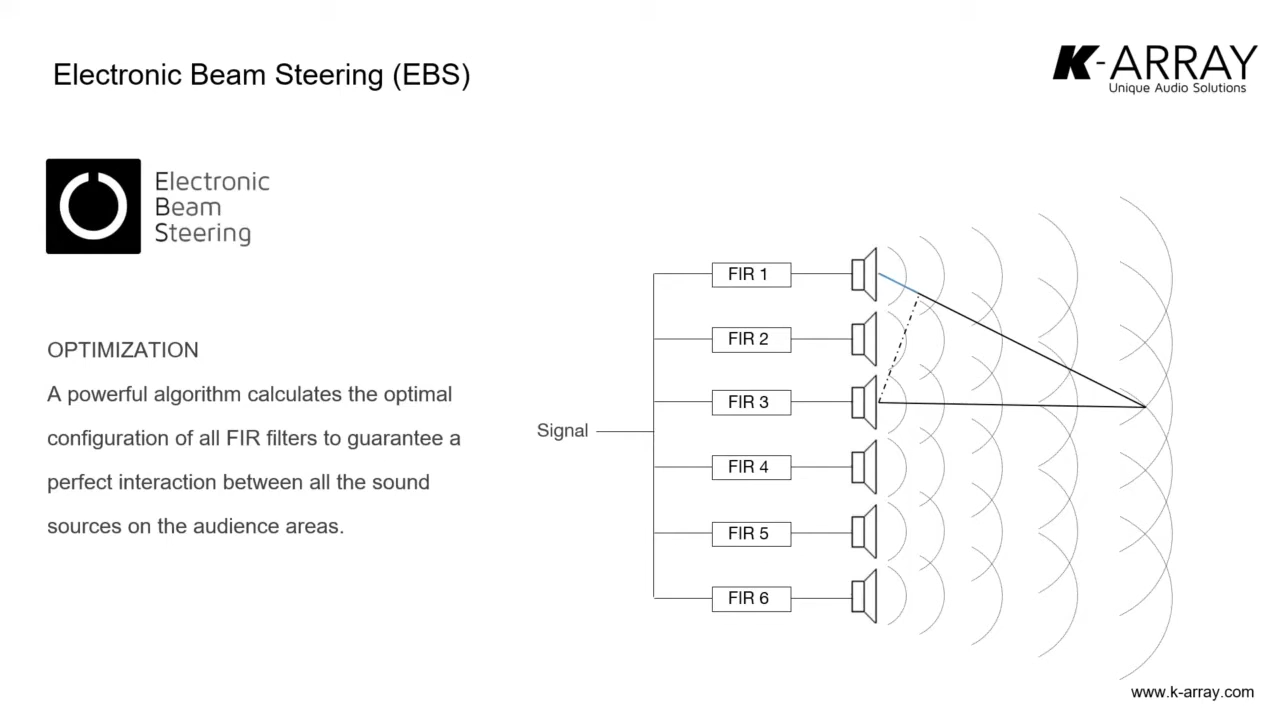 Electronic Beam Steering (EBS)
K-ARRAY
Unique Audio Solutions
Electronic
Beam
Steering
OPTIMIZATION
A powerful algorithm calculates the optimal
configuration of all FIR filters to guarantee a
perfect interaction between all the sound
sources on the audience areas.
Signal
FIR 1
FIR 2
FIR 3
FIR 4
FIR 5
FIR 6
www.k-array.com